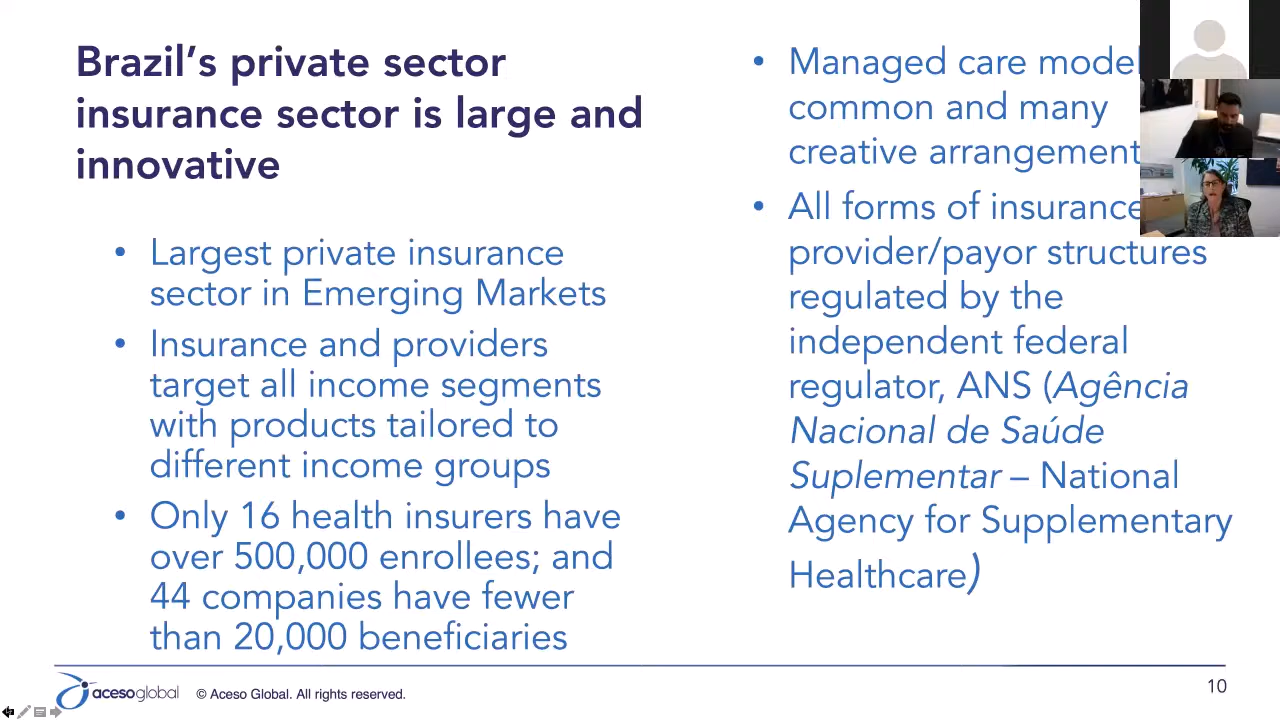 Brazil’s private sector
insurance sector is large and
innovative
• Largest private insurance
sector in Emerging Markets
• Insurance and providers
target all income segments
with products tailored to
different income groups
• Only 16 health insurers have
over 500,000 enrollees; and
44 companies have fewer
than 20,000 beneficiaries
• Managed care model
common and many
creative arrangement
• All forms of insurance
provider/payor structures
regulated by the
independent federal
regulator, ANS (Agência
Nacional de Saúde
Suplementar – National
Agency for Supplementary
Healthcare)
acesoglobal
© Aceso Global. All rights reserved.
10